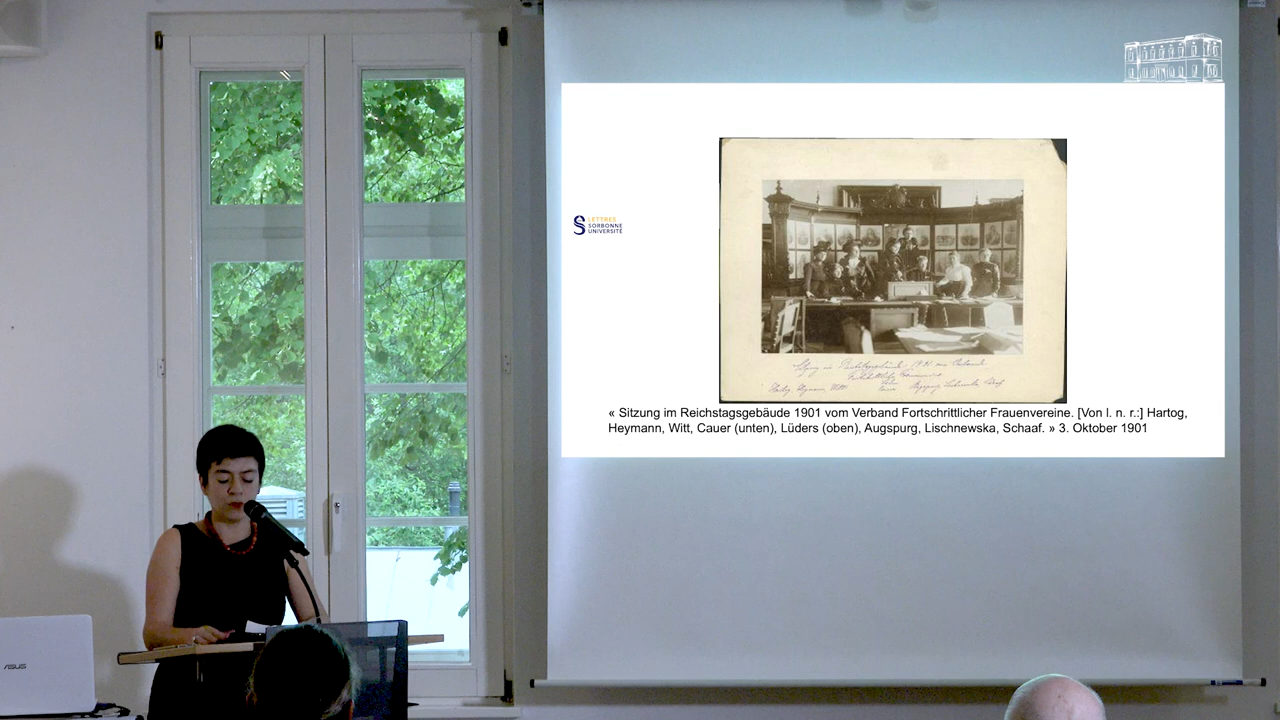 LETTRES
SORBONNE
UNIVERSITÉ
« Sitzung im Reichstagsgebäude 1901 vom Verband Fortschrittlicher Frauenvereine. [Von l. n. r.:] Hartog,
Heymann, Witt, Cauer (unten), Lüders (oben), Augspurg, Lischnewska, Schaaf. » 3. Oktober 1901
ASUS